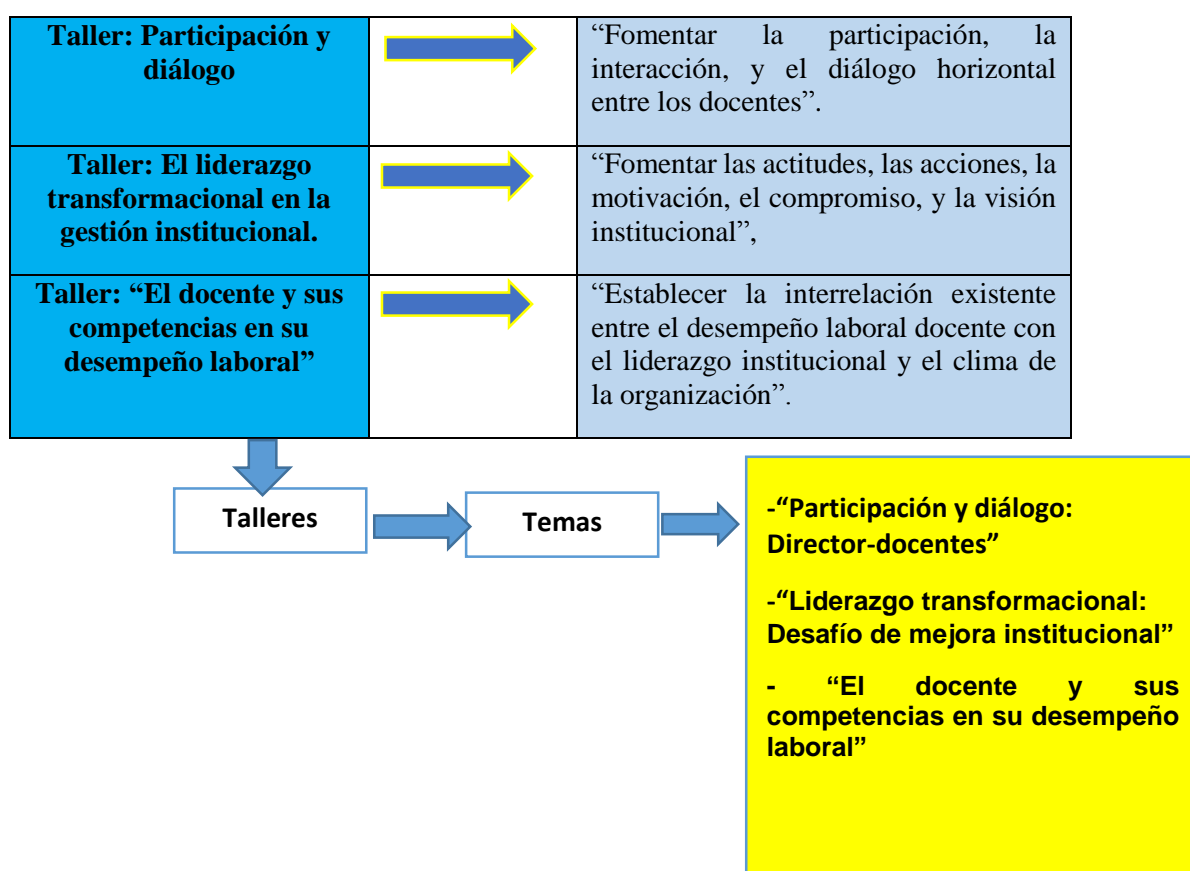 Taller: Participación y
diálogo
“Fomentar la participación, la
interacción, y el diálogo horizontal
entre los docentes”.
Taller: El liderazgo
transformacional en la
gestión institucional.
“Fomentar las actitudes, las acciones, la
motivación, el compromiso, y la visión
institucional”,
Taller: “El docente y sus
competencias en su
desempeño laboral”
“Establecer la interrelación existente
entre el desempeño laboral docente con
el liderazgo institucional y el clima de
la organización”.
Talleres
Temas
-“Participación y diálogo:
Director-docentes”
-“Liderazgo transformacional:
Desafío de mejora institucional”
- “El docente y sus
competencias en su desempeño
laboral”